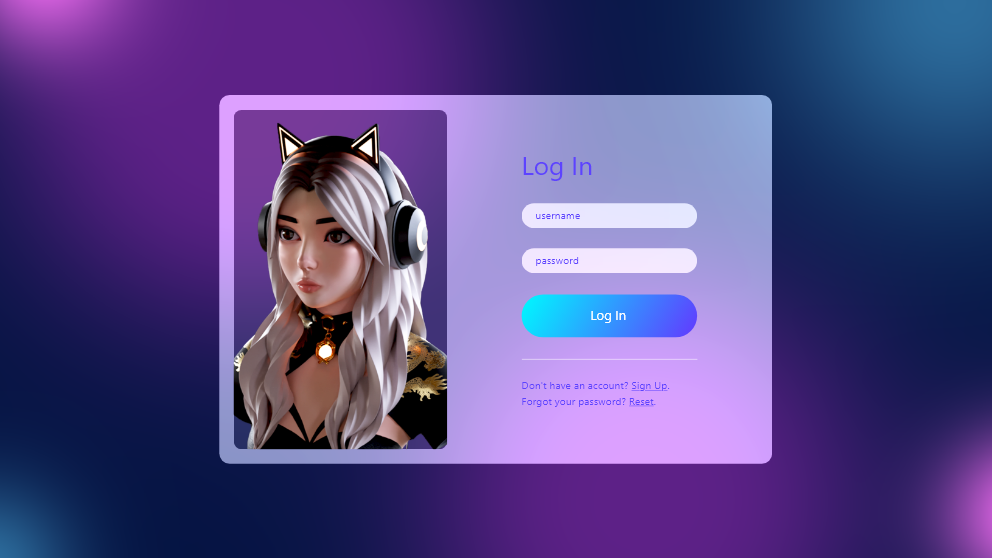 Log In
username
password
Log In
Don't have an account? Sign Up.
Forgot your password? Reset.